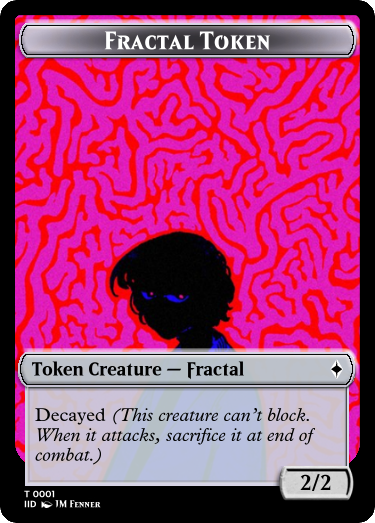 Fractal Token
Token Creature — Fractal
Decayed (This creature can't block.
When it attacks, sacrifice it at end of
combat.)
2/2
T 0001
IID JM Fenner